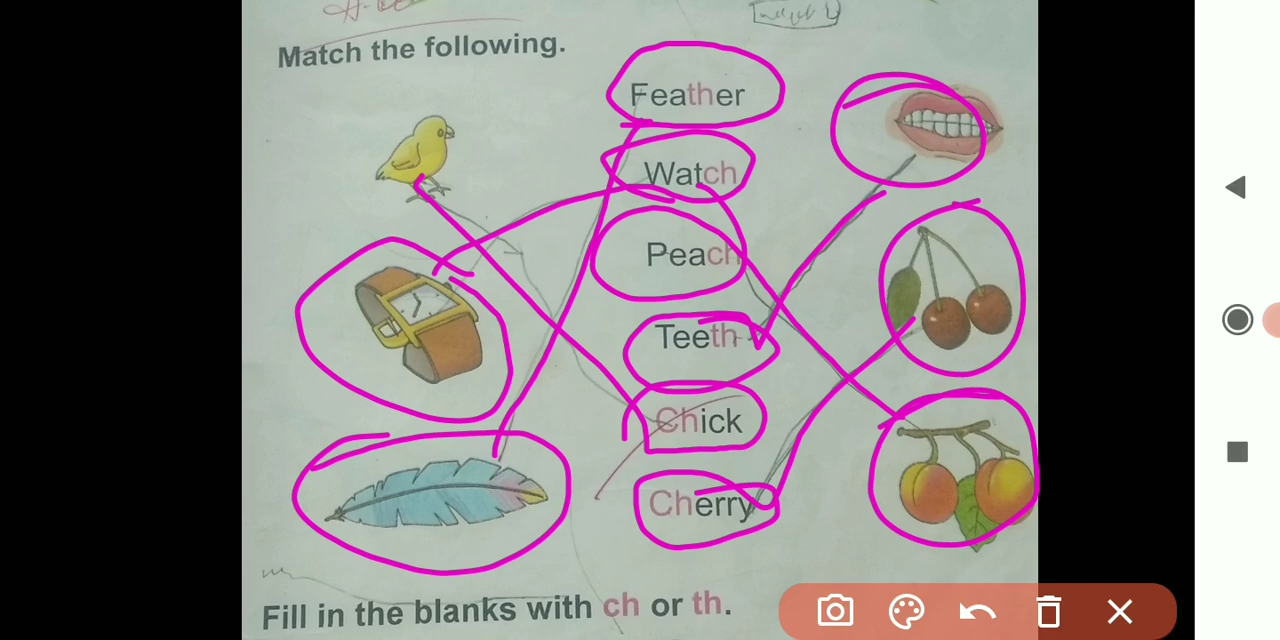 Match the following.
Feather
Watch
Peach
Teeth
Chick
Cherry
Fill in the blanks with ch or th.